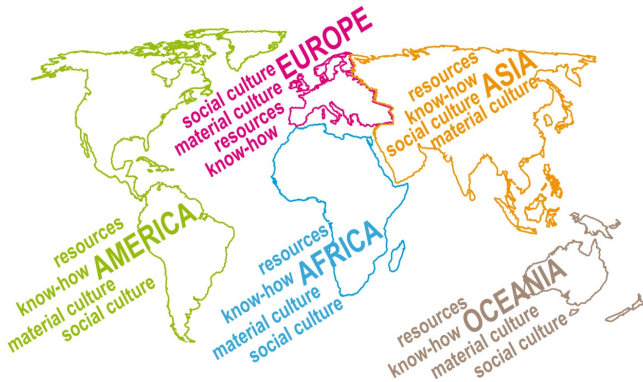 social culture
material culture
EUROPE
resources
know-how
resources
know-how
ASIA
social culture
material culture
resources
know-how
AMERICA
material culture
social culture
resources
know-how
AFRICA
material culture
social culture
resources
know-how
OCEANIA
material culture
social culture